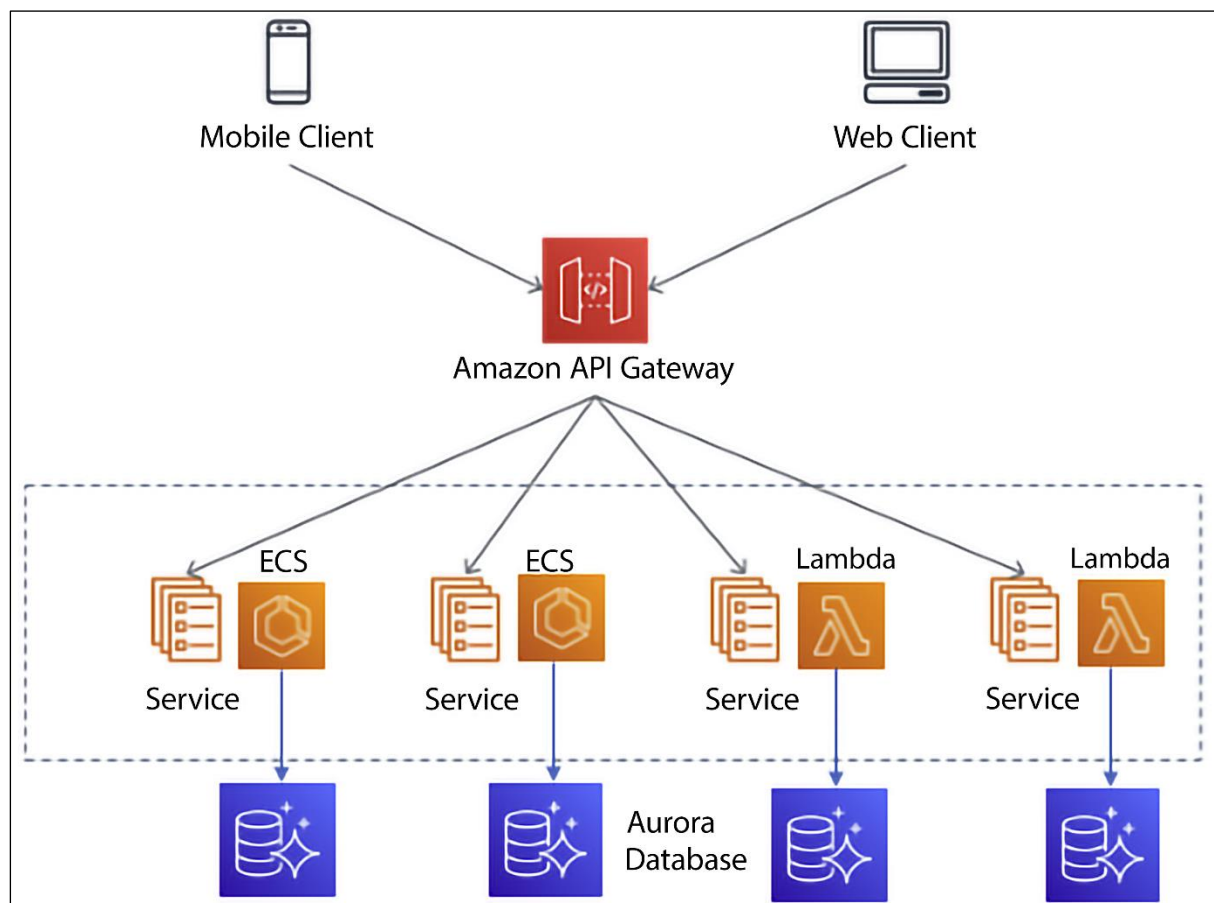 Mobile Client
Web Client
Amazon API Gateway
ECS
ECS
Lambda
Lambda
Service
Service
Service
Service
Aurora
Database